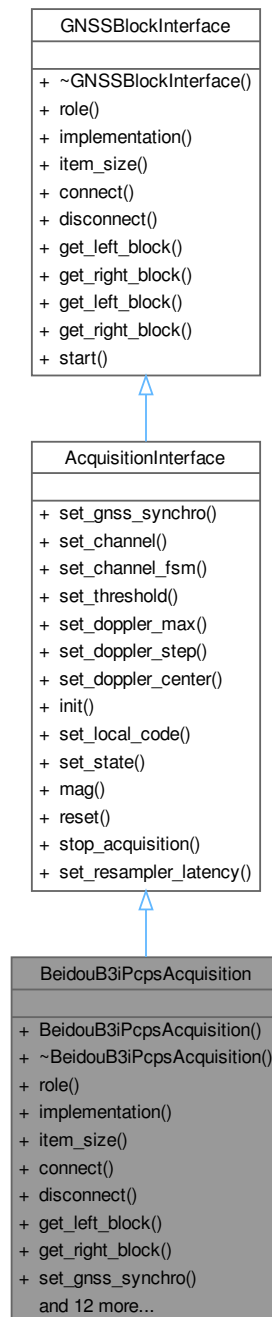 GNSSBlockInterface
+ ~GNSSBlockInterface()
+ role()
+ implementation()
+ item_size()
+ connect()
+ disconnect()
+ get_left_block()
+ get_right_block()
+ get_left_block()
+ get_right_block()
+ start()
AcquisitionInterface
+ set_gnss_synchro()
+ set_channel()
+ set_channel_fsm()
+ set_threshold()
+ set_doppler_max()
+ set_doppler_step()
+ set_doppler_center()
+ init()
+ set_local_code()
+ set_state()
+ mag()
+ reset()
+ stop_acquisition()
+ set_resampler_latency()
BeidouB3iPcpsAcquisition
+ BeidouB3iPcpsAcquisition()
+ ~BeidouB3iPcpsAcquisition()
+ role()
+ implementation()
+ item_size()
+ connect()
+ disconnect()
+ get_left_block()
+ get_right_block()
+ set_gnss_synchro()
and 12 more...